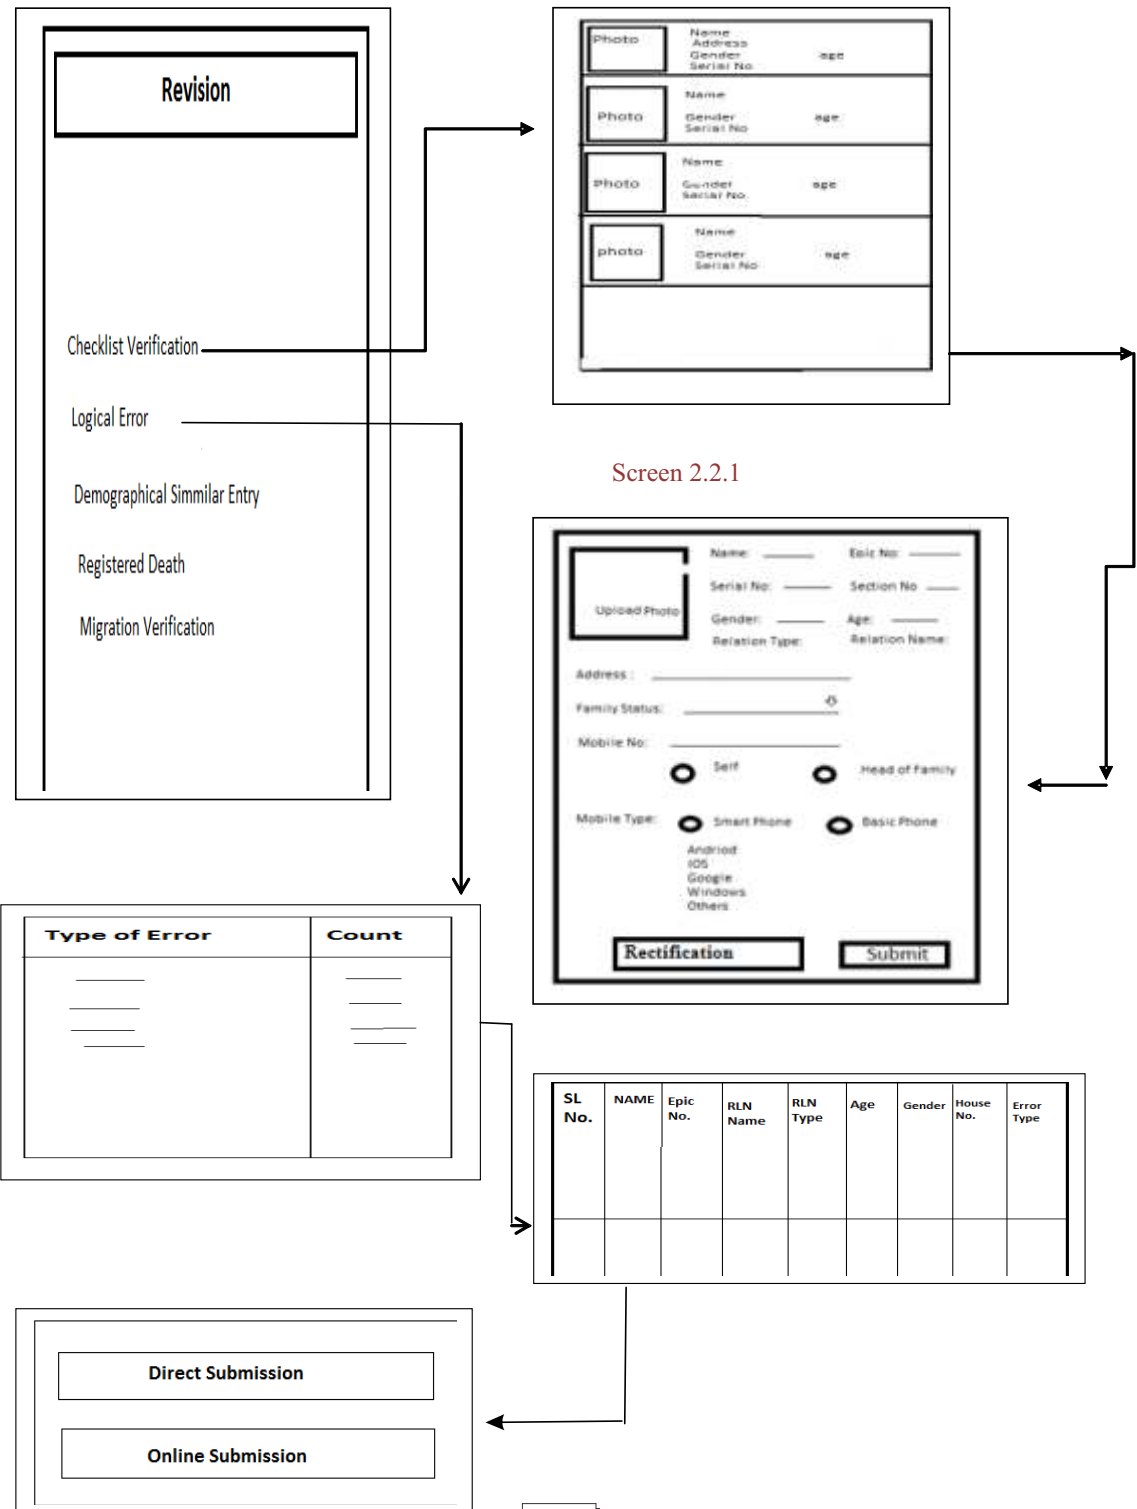 Revision
Checklist Verification
Logical Error
Demographical Simmilar Entry
Registered Death
Migration Verification
Photo
Name
Address
Gender age
Serial No
Photo
Name
Gender age
Serial No
Photo
Name
Gunder age
Serial No
photo
Name
Gender age
Serial No
Screen 2.2.1
Upload Photo
Name: Epic No:
Serial No: Section No
Gender: Age:
Relation Type: Relation Name:
Address :
Family Status:
Mobile No:
Self Head of Family
Mobile Type: Smart Phone Basic Phone
Andriod
IOS
Google
Windows
Others
Rectification Submit
Type of Error Count
SL No. NAME Epic No. RLN Name RLN Type Age Gender House No. Error Type
Direct Submission
Online Submission